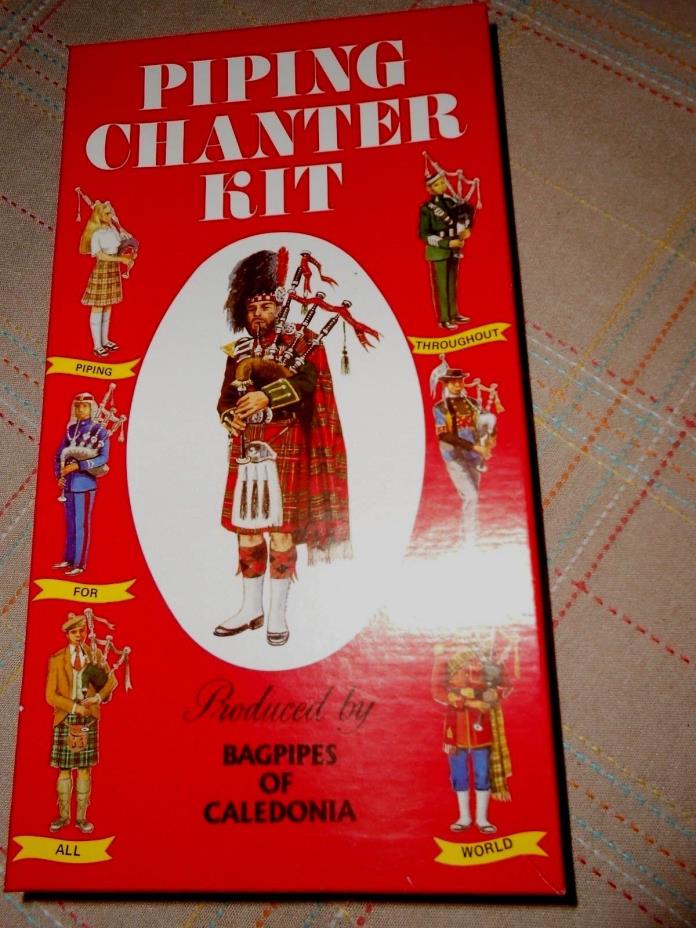 PIPING
CHANTER
KIT
PIPING
THROUGHOUT
FOR
ALL
WORLD
Produced by
BAGPIPES
OF
CALEDONIA